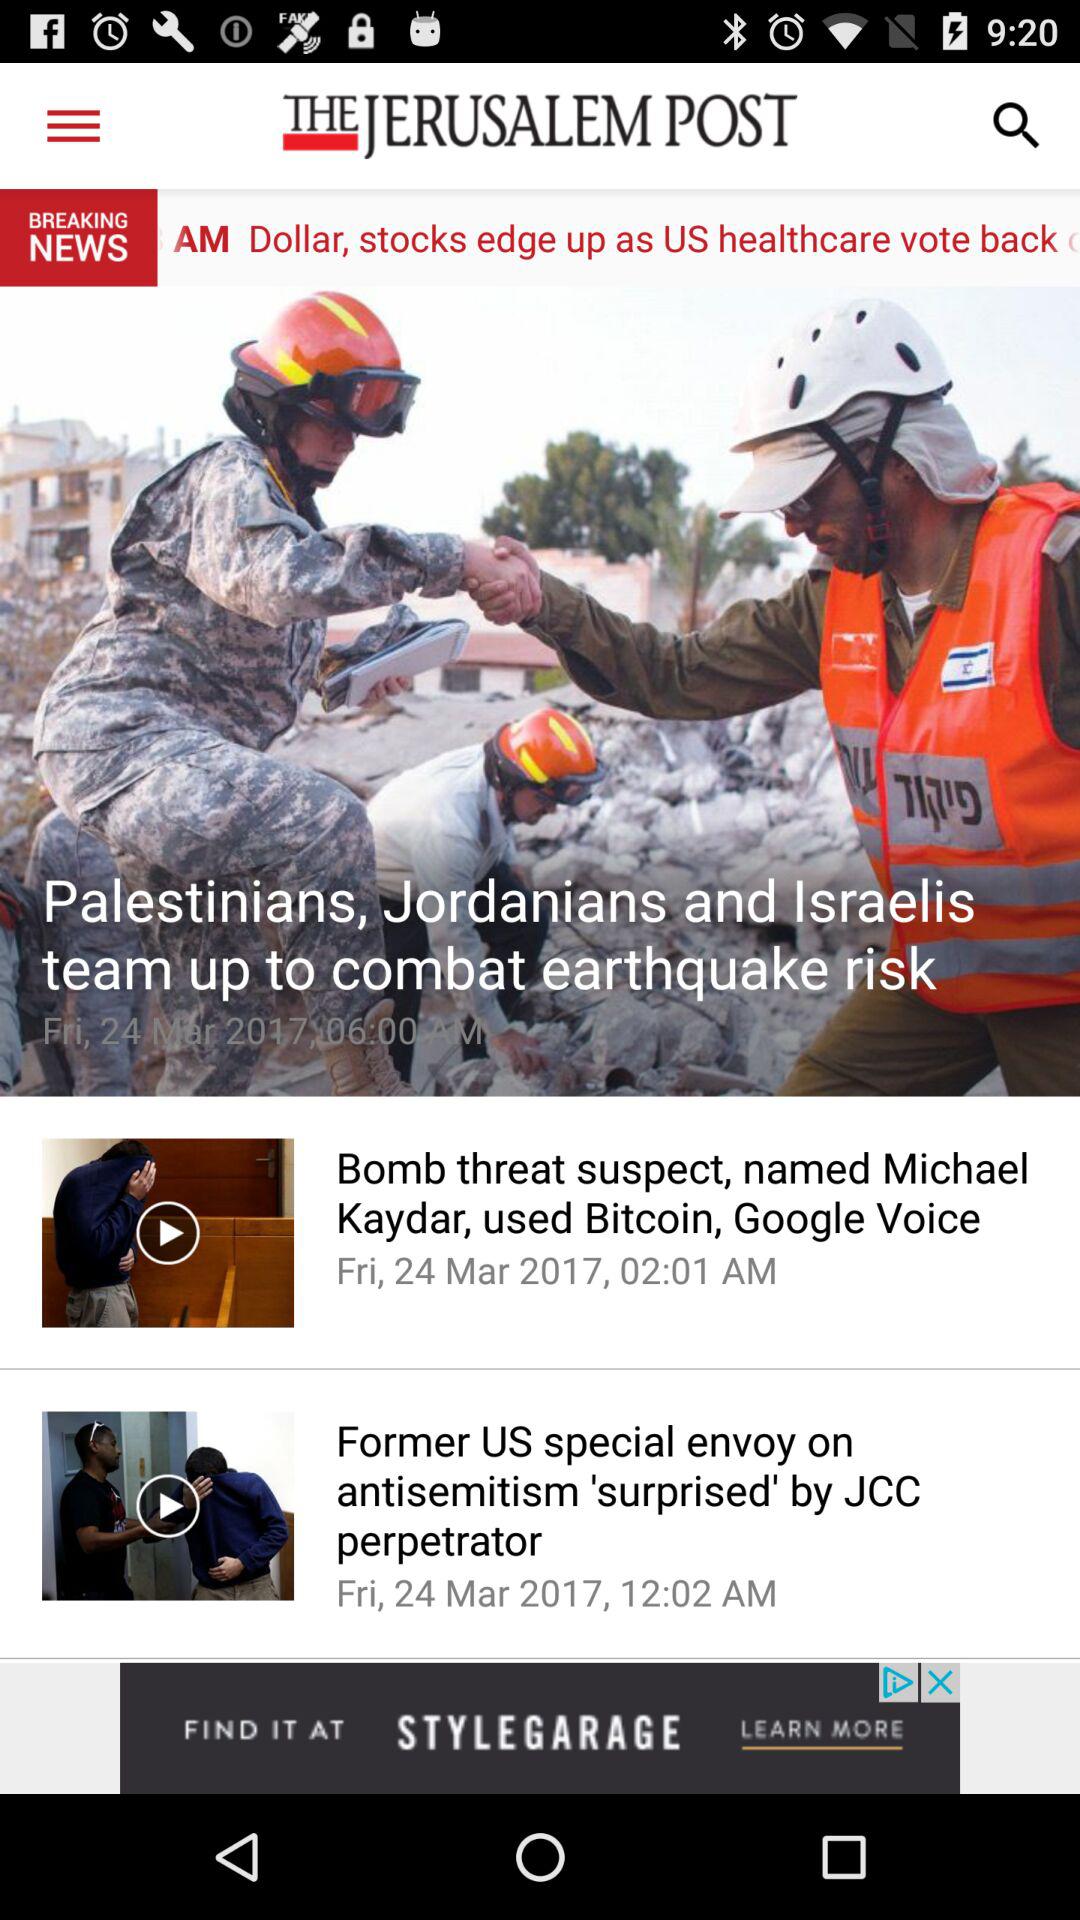 FAKE
9:20
THE JERUSALEM POST
BREAKING
NEWS
AM Dollar, stocks edge up as US healthcare vote back
פיקוד
Palestinians, Jordanians and Israelis
team up to combat earthquake risk
Fri, 24 Mar 2017, 06:00 AM
Bomb threat suspect, named Michael
Kaydar, used Bitcoin, Google Voice
Fri, 24 Mar 2017, 02:01 AM
Former US special envoy on
antisemitism 'surprised' by JCC
perpetrator
Fri, 24 Mar 2017, 12:02 AM
FIND IT AT STYLEGARAGE LEARN MORE